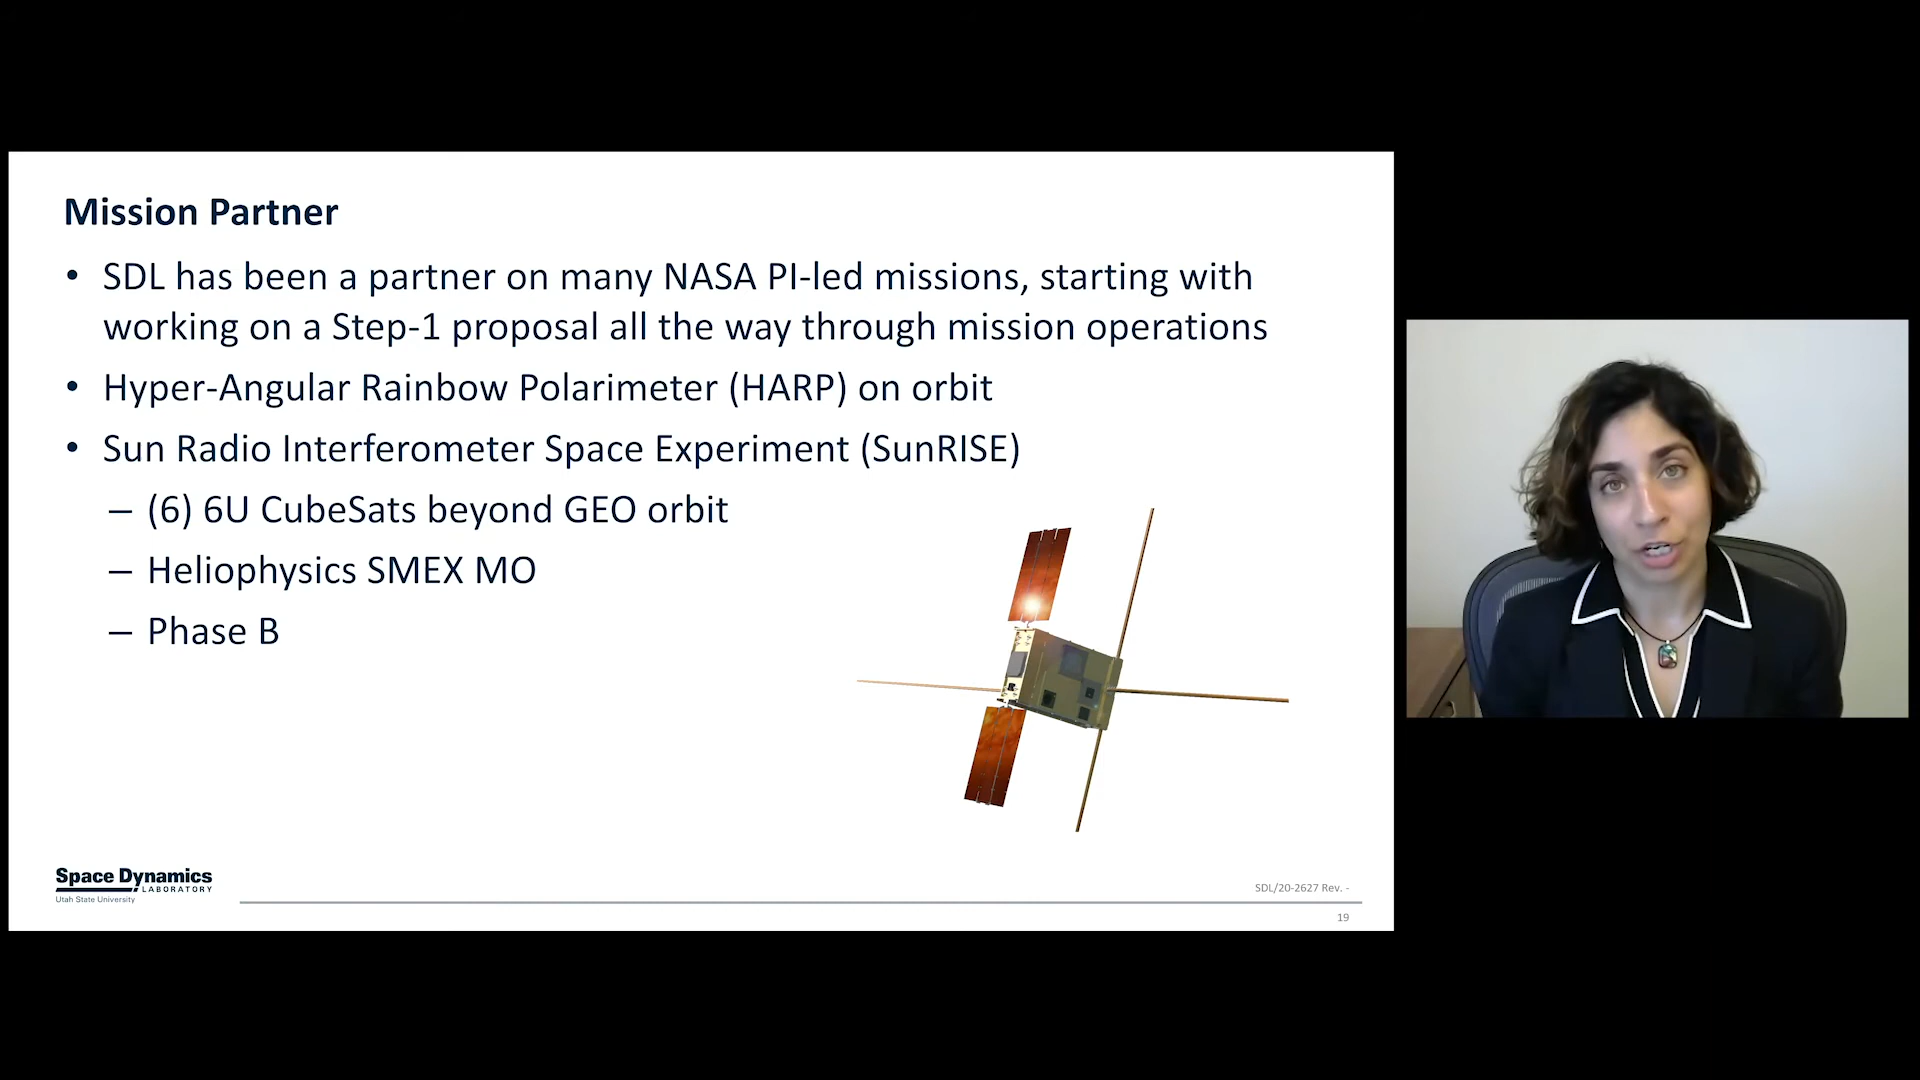 Mission Partner
• SDL has been a partner on many NASA PI-led missions, starting with
working on a Step-1 proposal all the way through mission operations
• Hyper-Angular Rainbow Polarimeter (HARP) on orbit
• Sun Radio Interferometer Space Experiment (SunRISE)
– (6) 6U CubeSats beyond GEO orbit
– Heliophysics SMEX MO
– Phase B
Space Dynamics
LABORATORY
Utah State University
SDL/20-2627 Rev. -
19